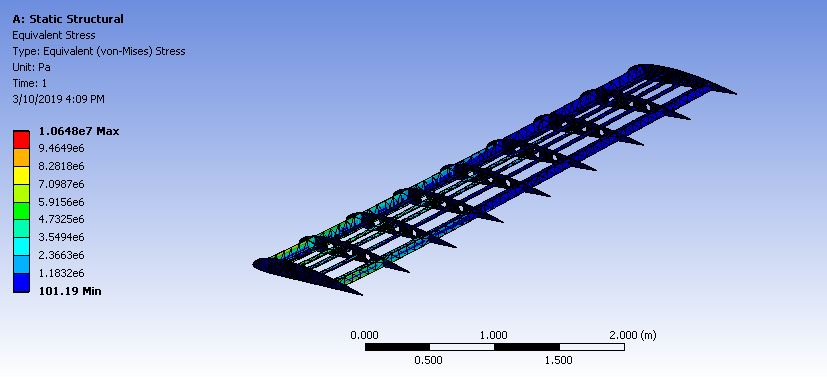 A: Static Structural
Equivalent Stress
Type: Equivalent (von-Mises) Stress
Unit: Pa
Time: 1
3/10/2019 4:09 PM
1.0648e7 Max
9.4649e6
8.2818e6
7.0987e6
5.9156e6
4.7325e6
3.5494e6
2.3663e6
1.1832e6
101.19 Min
0.000 1.000 2.000 (m)
0.500 1.500